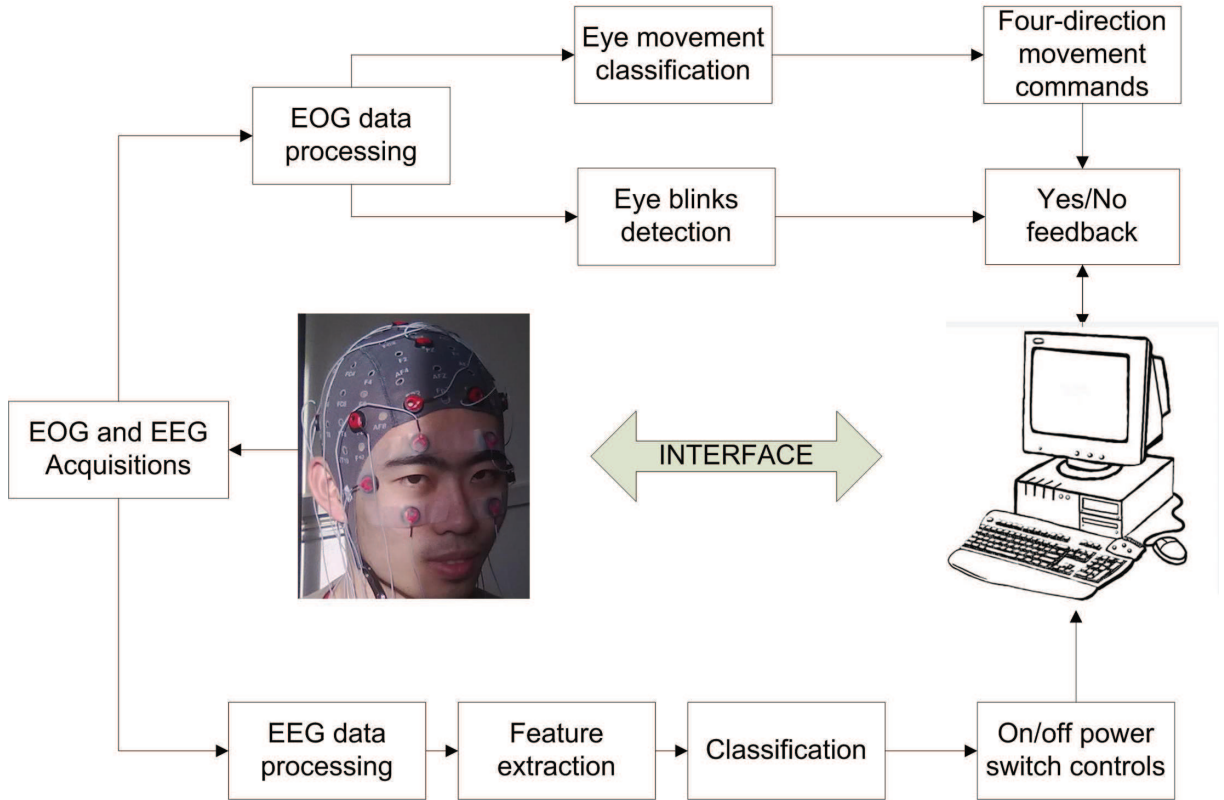 Eye movement
classification
Four-direction
movement
commands
EOG data
processing
Eye blinks
detection
Yes/No
feedback
EOG and EEG
Acquisitions
INTERFACE
EEG data
processing
Feature
extraction
Classification
On/off power
switch controls